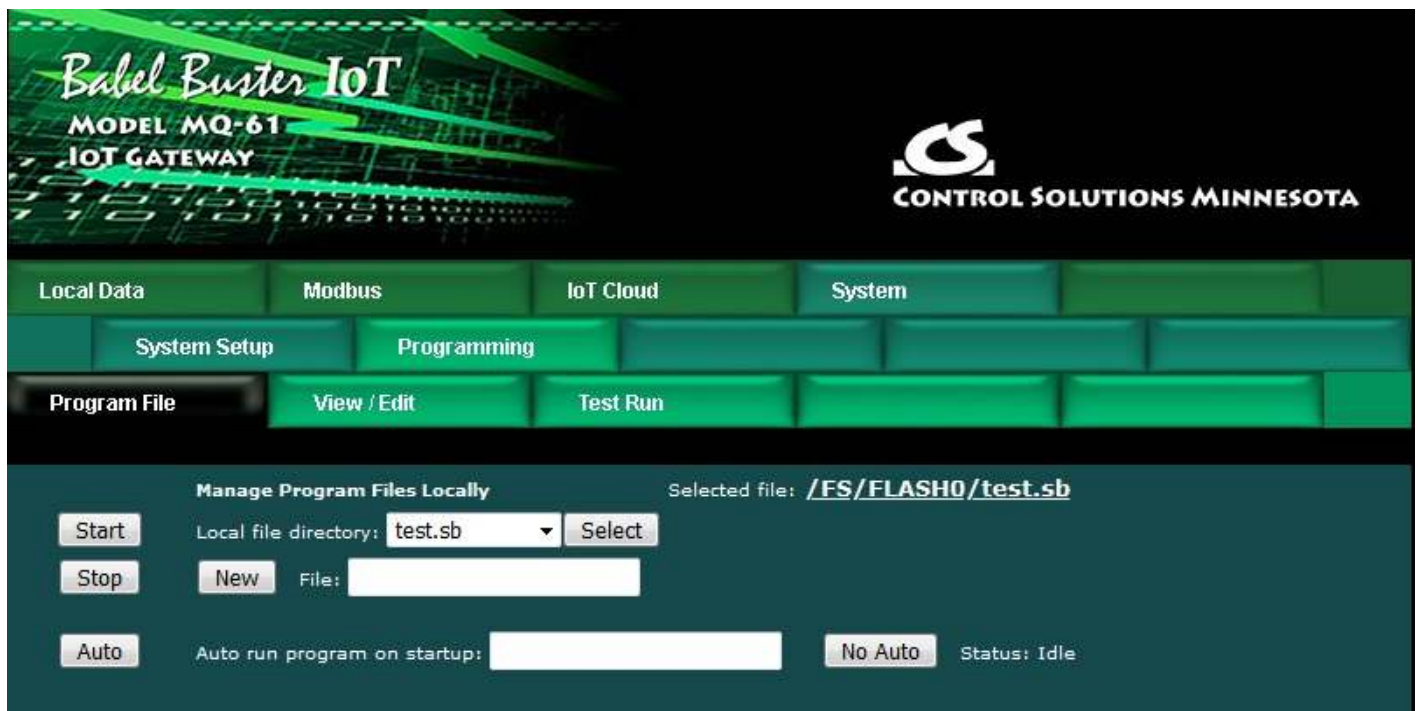 Babel Buster IoT
MODEL MQ-61
IOT GATEWAY
CS
CONTROL SOLUTIONS MINNESOTA
Local Data Modbus IoT Cloud System
System Setup Programming
Program File View / Edit Test Run
Manage Program Files Locally Selected file: /FS/FLASH0/test.sb
Start Local file directory: test.sb Select
Stop New File:
Auto Auto run program on startup: No Auto Status: Idle